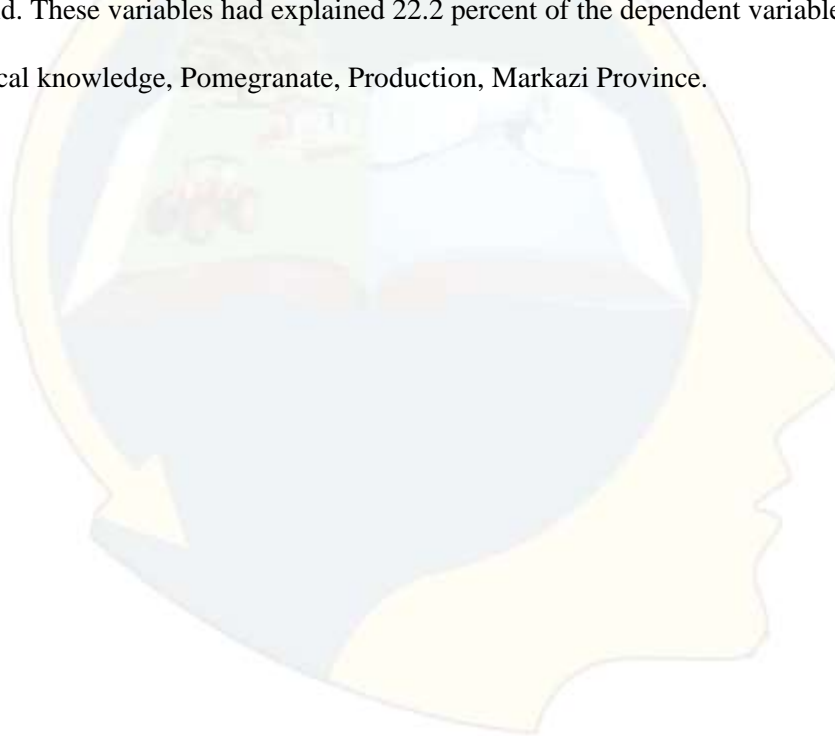 d. These variables had explained 22.2 percent of the dependent variable
cal knowledge, Pomegranate, Production, Markazi Province.